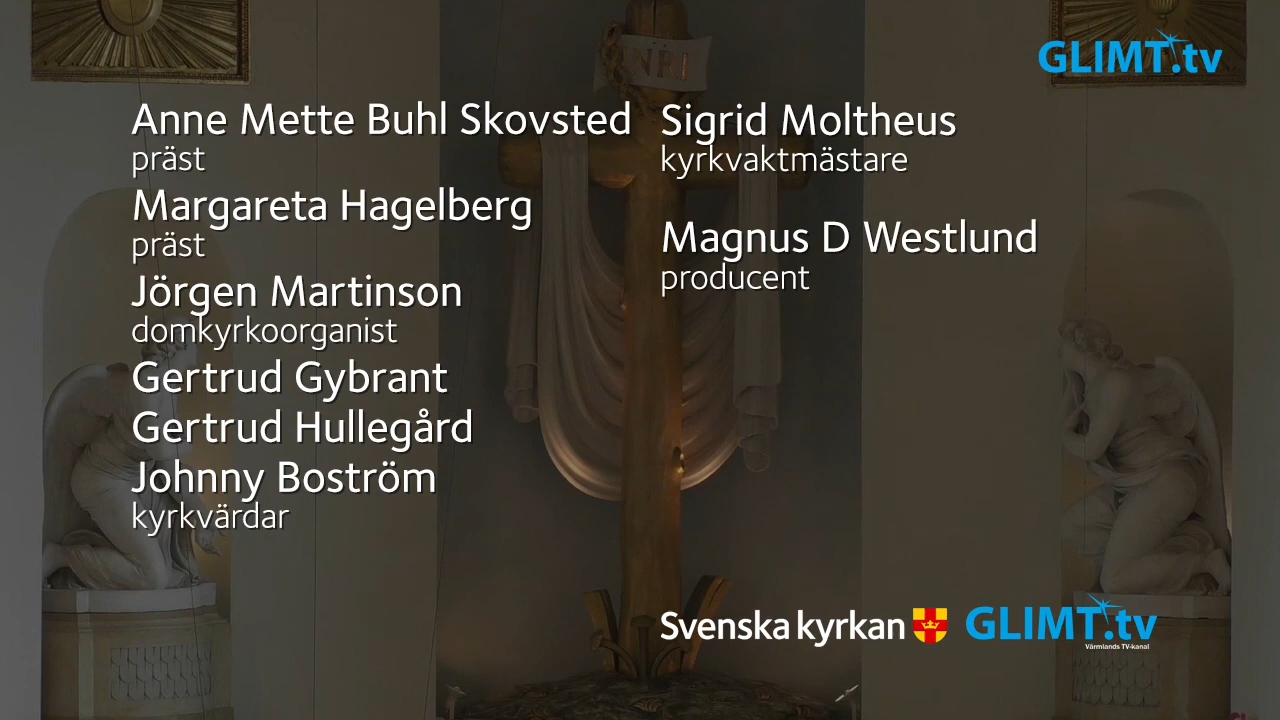 GLIMT.tv
INRI
Anne Mette Buhl Skovsted
präst
Margareta Hagelberg
präst
Jörgen Martinson
domkyrkoorganist
Gertrud Gybrant
Gertrud Hullegård
Johnny Boström
kyrkvärdar
Sigrid Moltheus
kyrkvaktmästare
Magnus D Westlund
producent
Svenska kyrkan
GLIMT.tv
Värmlands TV-kanal